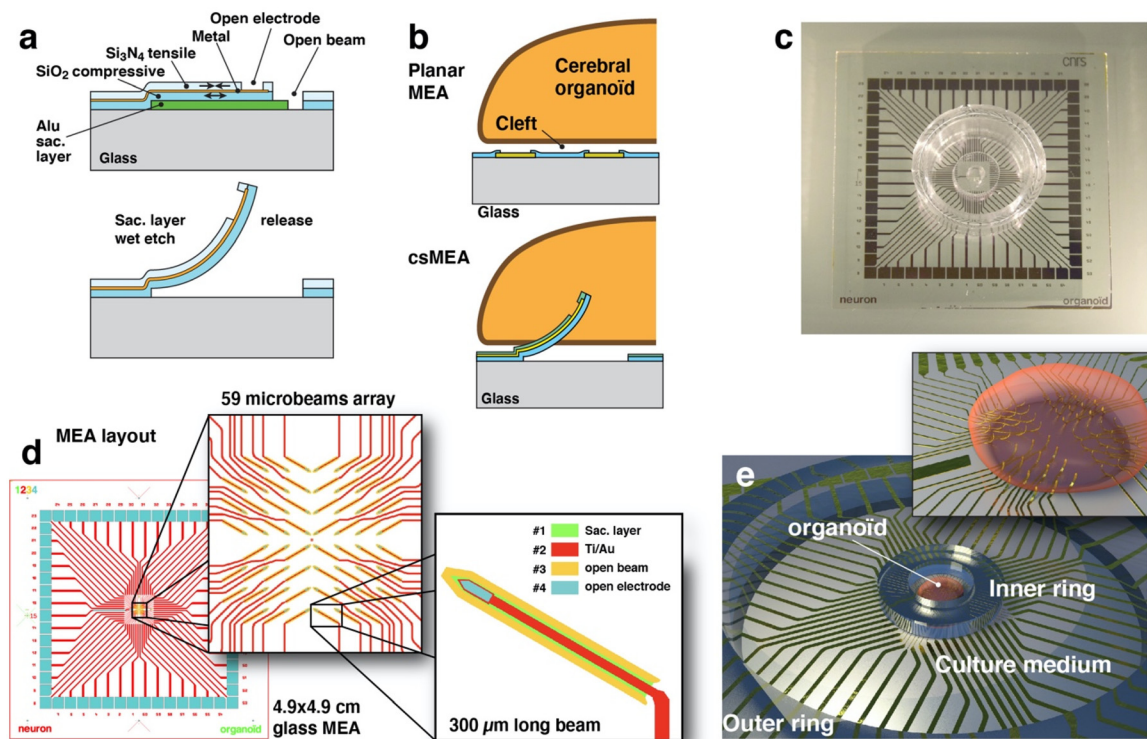 a
Open electrode
Metal
Open beam
Si₃N₄ tensile
SiO₂ compressive
Alu
sac.
layer
Glass
Sac. layer
wet etch
release
b
Planar
MEA
Cerebral
organoïd
Cleft
Glass
csMEA
Glass
c
cnrs
neuron
organoïd
d
MEA layout
59 microbeams array
1234
neuron
organoïd
4.9x4.9 cm
glass MEA
#1 Sac. layer
#2 Ti/Au
#3 open beam
#4 open electrode
300 µm long beam
e
organoïd
Inner ring
Culture medium
Outer ring